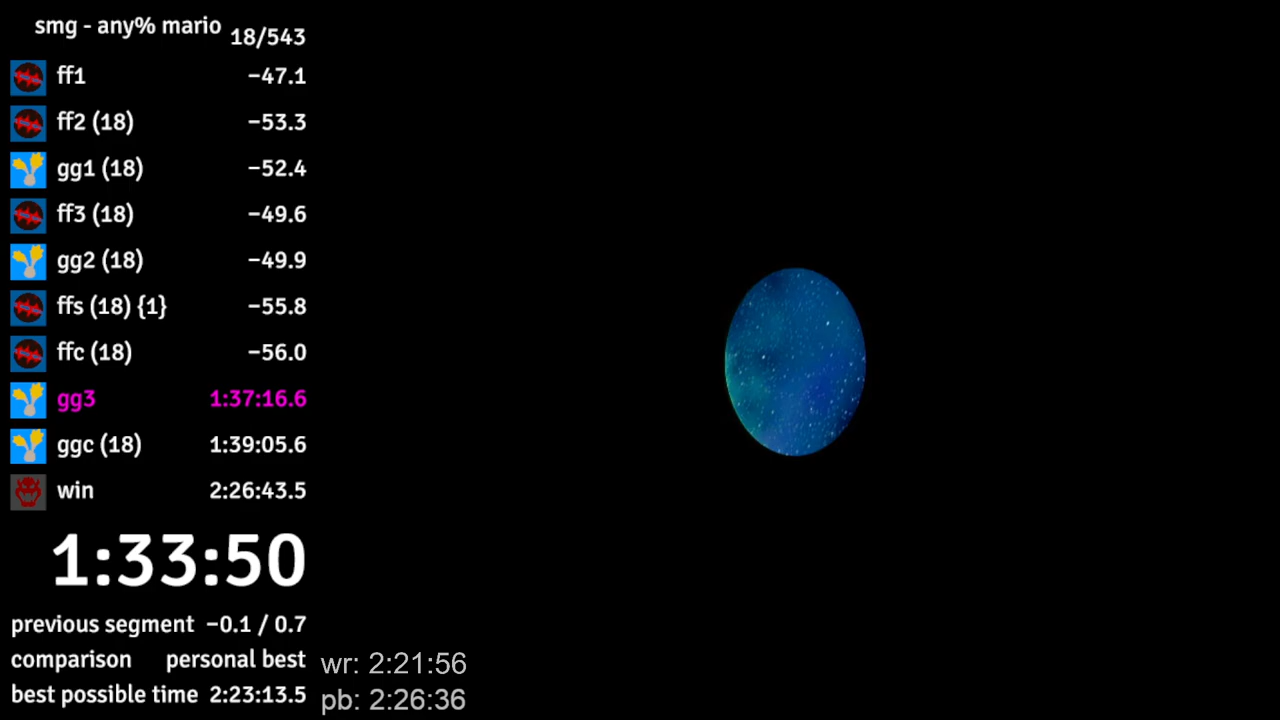 smg - any% mario 18/543
ff1 −47.1
ff2 (18) −53.3
gg1 (18) −52.4
ff3 (18) −49.6
gg2 (18) −49.9
ffs (18) {1} −55.8
ffc (18) −56.0
gg3 1:37:16.6
ggc (18) 1:39:05.6
win 2:26:43.5
1:33:50
previous segment −0.1 / 0.7
comparison personal best
best possible time 2:23:13.5
wr: 2:21:56
pb: 2:26:36